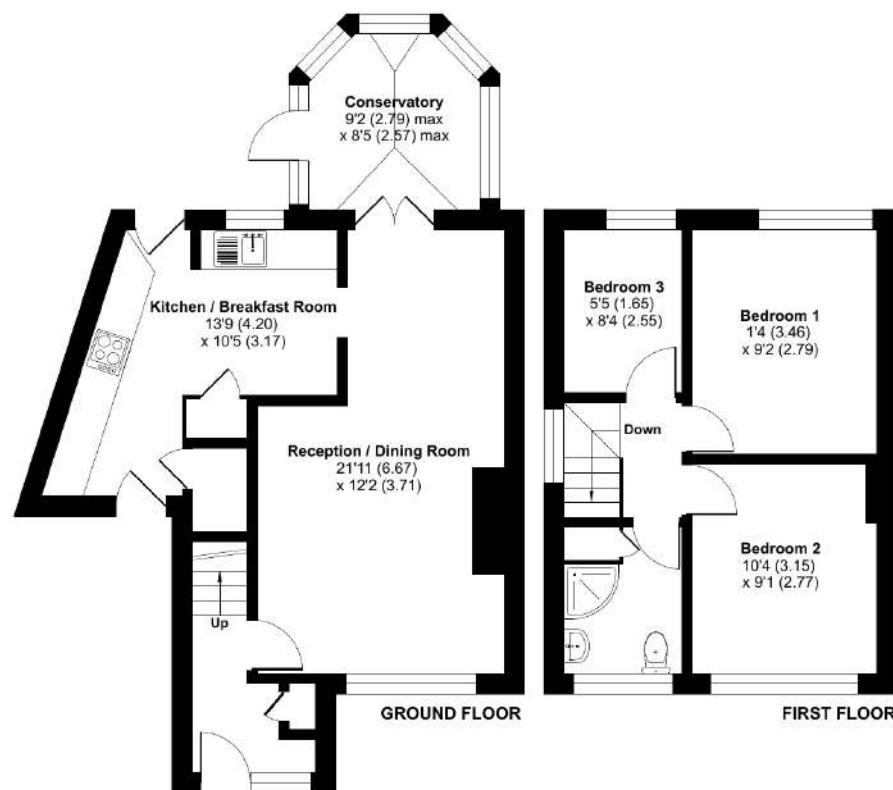 Conservatory
9'2 (2.79) max
x 8'5 (2.57) max
Kitchen / Breakfast Room
13'9 (4.20)
x 10'5 (3.17)
Reception / Dining Room
21'11 (6.67)
x 12'2 (3.71)
Up
GROUND FLOOR
Bedroom 3
5'5 (1.65)
x 8'4 (2.55)
Bedroom 1
1'4 (3.46)
x 9'2 (2.79)
Down
Bedroom 2
10'4 (3.15)
x 9'1 (2.77)
FIRST FLOOR